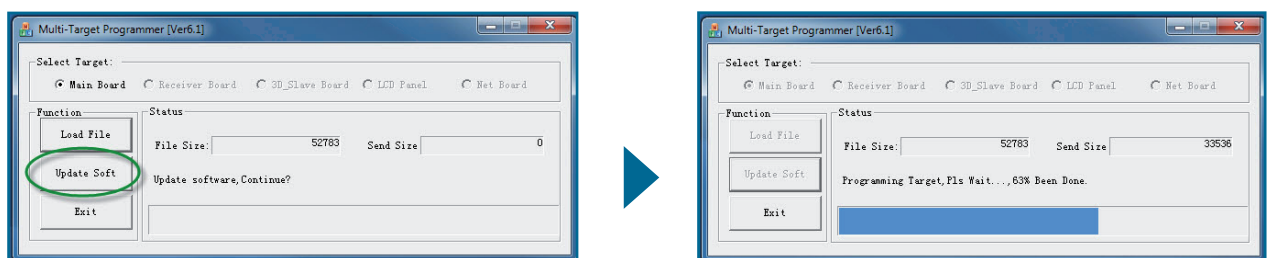 Multi-Target Programmer [Ver6.1]
Select Target:
Main Board Receiver Board 3D_Slave Board LCD Panel Net Board
Function
Status
Load File
File Size: 52783 Send Size 0
Update Soft
Update software, Continue?
Exit
Multi-Target Programmer [Ver6.1]
Select Target:
Main Board Receiver Board 3D_Slave Board LCD Panel Net Board
Function
Status
Load File
File Size: 52783 Send Size 33536
Update Soft
Programming Target, Pls Wait...,63% Been Done.
Exit